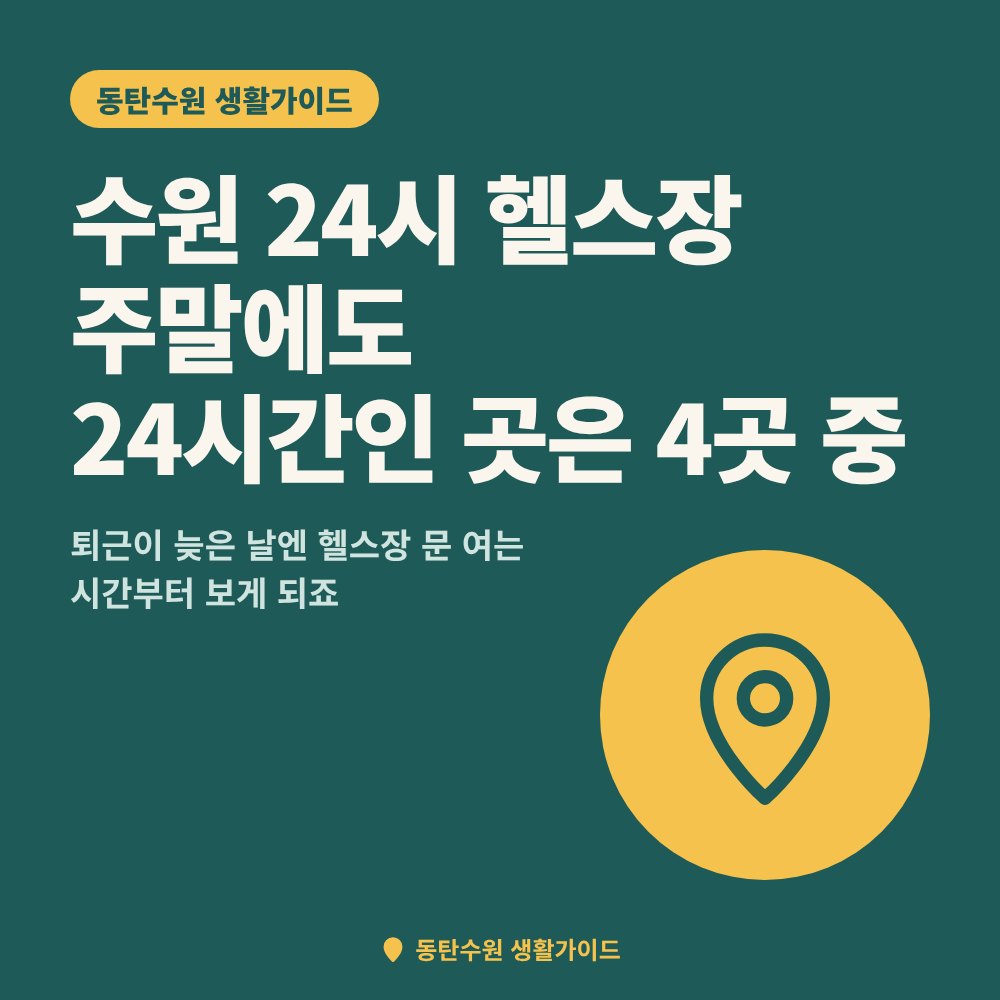 동탄수원 생활가이드
수원 24시 헬스장
주말에도
24시간인 곳은 4곳 중
퇴근이 늦은 날엔 헬스장 문 여는
시간부터 보게 되죠
동탄수원 생활가이드